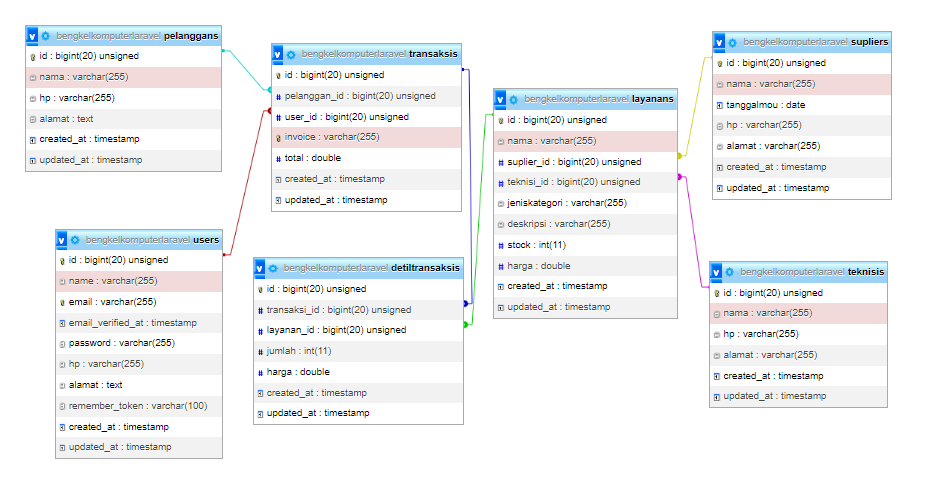 bengkelkomputerlaravel pelanggans
id : bigint(20) unsigned
nama : varchar(255)
hp : varchar(255)
alamat : text
created_at : timestamp
updated_at : timestamp
bengkelkomputerlaravel transaksis
id : bigint(20) unsigned
pelanggan_id : bigint(20) unsigned
user_id : bigint(20) unsigned
invoice : varchar(255)
total : double
created_at : timestamp
updated_at : timestamp
bengkelkomputerlaravel layanans
id : bigint(20) unsigned
nama : varchar(255)
suplier_id : bigint(20) unsigned
teknisi_id : bigint(20) unsigned
jeniskategori : varchar(255)
deskripsi : varchar(255)
stock : int(11)
harga : double
created_at : timestamp
updated_at : timestamp
bengkelkomputerlaravel supliers
id : bigint(20) unsigned
nama : varchar(255)
tanggalmou : date
hp : varchar(255)
alamat : varchar(255)
created_at : timestamp
updated_at : timestamp
bengkelkomputerlaravel users
id : bigint(20) unsigned
name : varchar(255)
email : varchar(255)
email_verified_at : timestamp
password : varchar(255)
hp : varchar(255)
alamat : text
remember_token : varchar(100)
created_at : timestamp
updated_at : timestamp
bengkelkomputerlaravel detiltransaksis
id : bigint(20) unsigned
transaksi_id : bigint(20) unsigned
layanan_id : bigint(20) unsigned
jumlah : int(11)
harga : double
created_at : timestamp
updated_at : timestamp
bengkelkomputerlaravel teknisis
id : bigint(20) unsigned
nama : varchar(255)
hp : varchar(255)
alamat : varchar(255)
created_at : timestamp
updated_at : timestamp